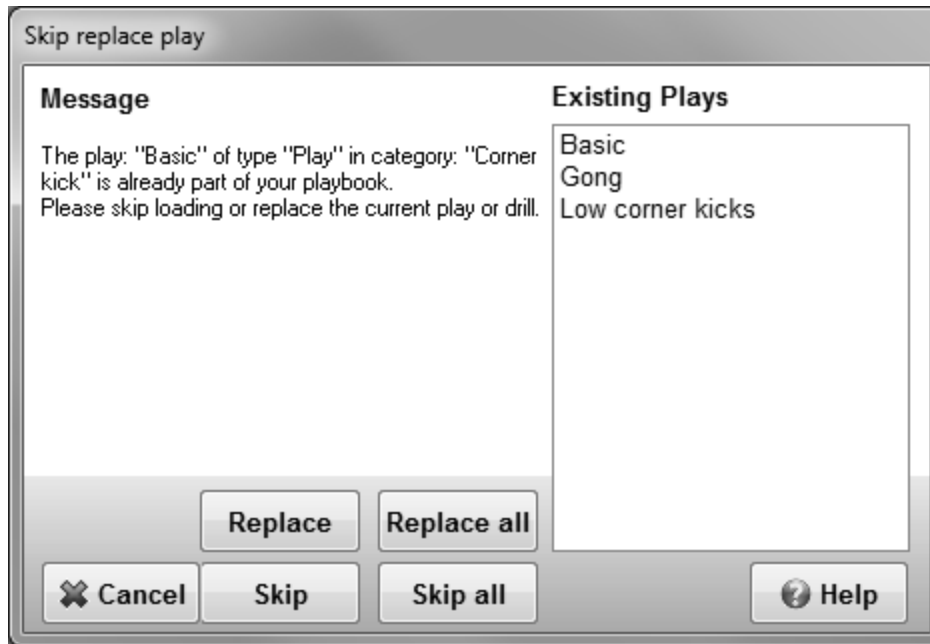 Skip replace play
Message
The play: "Basic" of type "Play" in category: "Corner
kick" is already part of your playbook.
Please skip loading or replace the current play or drill.
Existing Plays
Basic
Gong
Low corner kicks
Replace
Replace all
Cancel
Skip
Skip all
Help